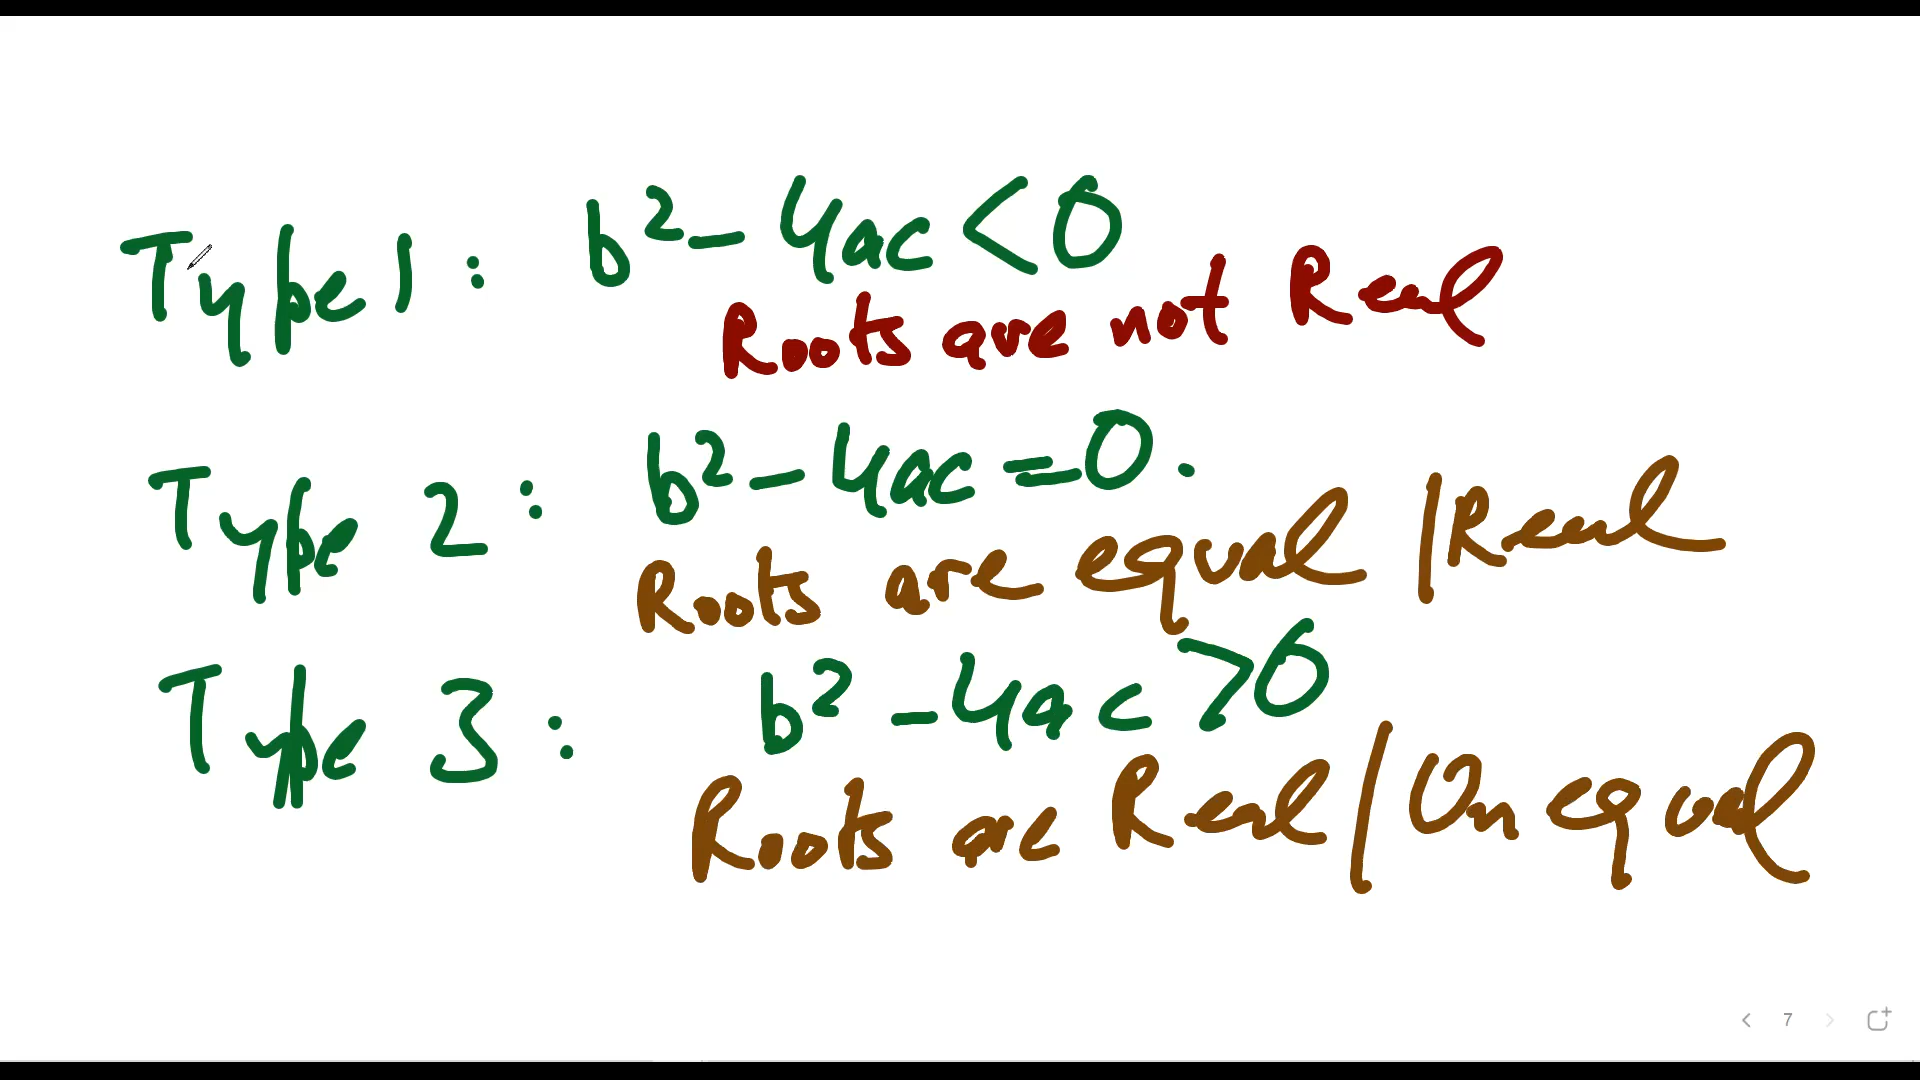 Type 1 : b² - 4ac < 0
Roots are not Real
Type 2 : b² - 4ac = 0.
Roots are equal / Real
Type 3 : b² - 4ac > 0
Roots are Real / Unequal
7